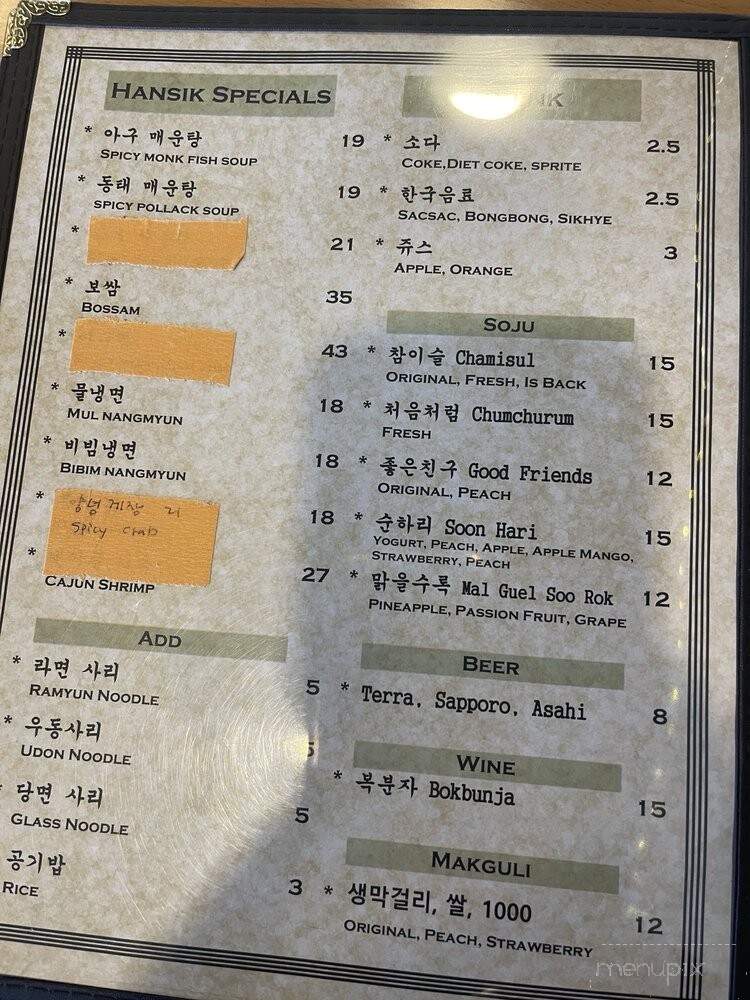 HANSIK SPECIALS
* 아구 매운탕 19
SPICY MONK FISH SOUP
* 동태 매운탕 19
SPICY POLLACK SOUP
* 21
* 보쌈 35
BOSSAM
* 43
* 물냉면 18
MUL NANGMYUN
* 비빔냉면 18
BIBIM NANGMYUN
* 양념게장 18
Spicy Crab
* 27
CAJUN SHRIMP
ADD
* 라면 사리 5
RAMYUN NOODLE
* 우동사리 5
UDON NOODLE
* 당면 사리 5
GLASS NOODLE
공기밥 3
RICE
* 소다 2.5
COKE,DIET COKE, SPRITE
* 한국음료 2.5
SACSAC, BONGBONG, SIKHYE
* 쥬스 3
APPLE, ORANGE
SOJU
* 참이슬 Chamisul 15
ORIGINAL, FRESH, IS BACK
* 처음처럼 Chumchurum 15
FRESH
* 좋은친구 Good Friends 12
ORIGINAL, PEACH
* 순하리 Soon Hari 15
YOGURT, PEACH, APPLE, APPLE MANGO,
STRAWBERRY, PEACH
* 맑을수록 Mal Guel Soo Rok 12
PINEAPPLE, PASSION FRUIT, GRAPE
BEER
* Terra, Sapporo, Asahi 8
WINE
* 복분자 Bokbunja 15
MAKGULI
* 생막걸리, 쌀, 1000 12
ORIGINAL, PEACH, STRAWBERRY
menupix